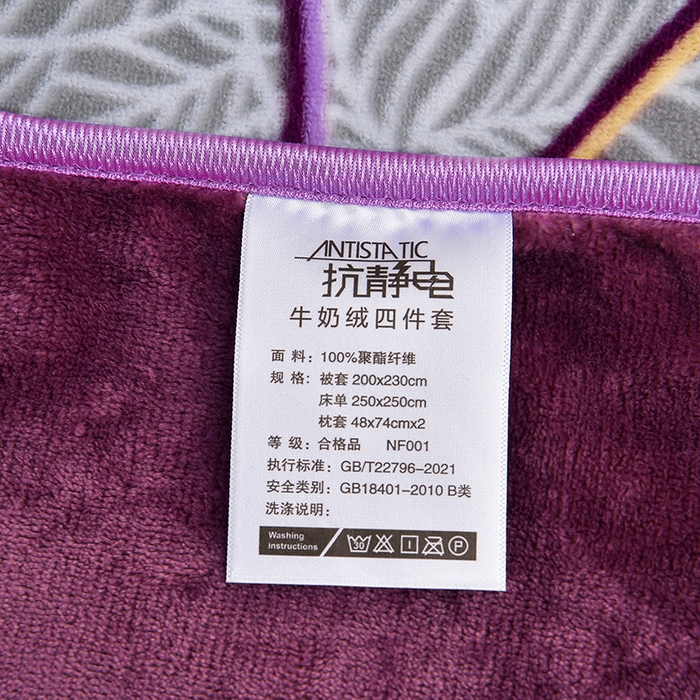 ANTISTATIC
抗静电
牛奶绒四件套
面 料：100%聚酯纤维
规 格：被套 200x230cm
床单 250x250cm
枕套 48x74cmx2
等 级：合格品 NF001
执行标准：GB/T22796-2021
安全类别：GB18401-2010 B类
洗涤说明：
Washing
instructions
30
P